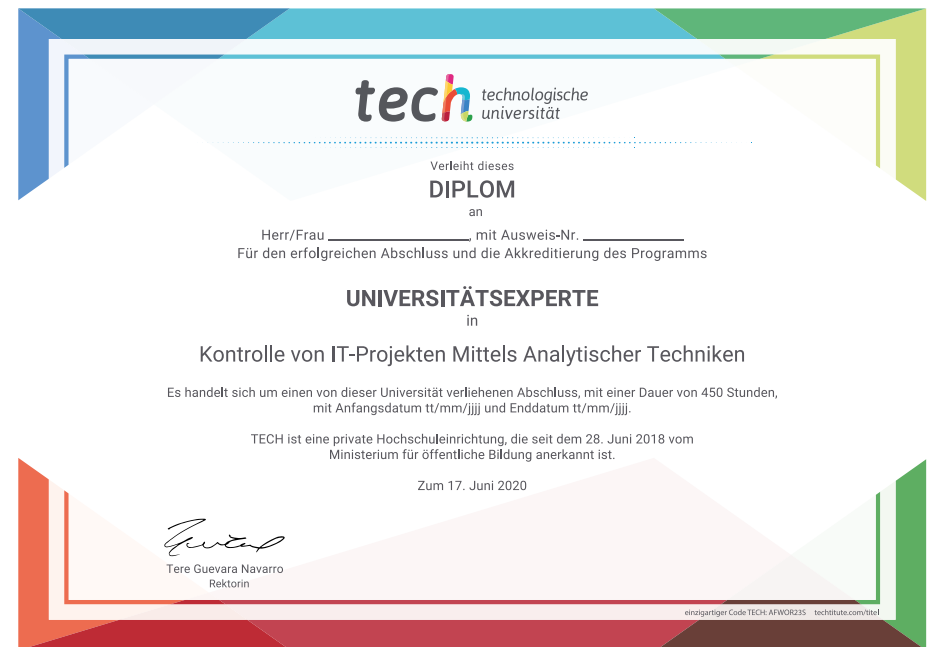 tech technologische
universität
Verleiht dieses
DIPLOM
an
Herr/Frau ____________________, mit Ausweis-Nr. ______________
Für den erfolgreichen Abschluss und die Akkreditierung des Programms
UNIVERSITÄTSEXPERTE
in
Kontrolle von IT-Projekten Mittels Analytischer Techniken
Es handelt sich um einen von dieser Universität verliehenen Abschluss, mit einer Dauer von 450 Stunden,
mit Anfangsdatum tt/mm/jjjj und Enddatum tt/mm/jjjj.
TECH ist eine private Hochschuleinrichtung, die seit dem 28. Juni 2018 vom
Ministerium für öffentliche Bildung anerkannt ist.
Zum 17. Juni 2020
Tere Guevara Navarro
Rektorin
einzigartiger Code TECH: AFWOR23S techtitute.com/titel